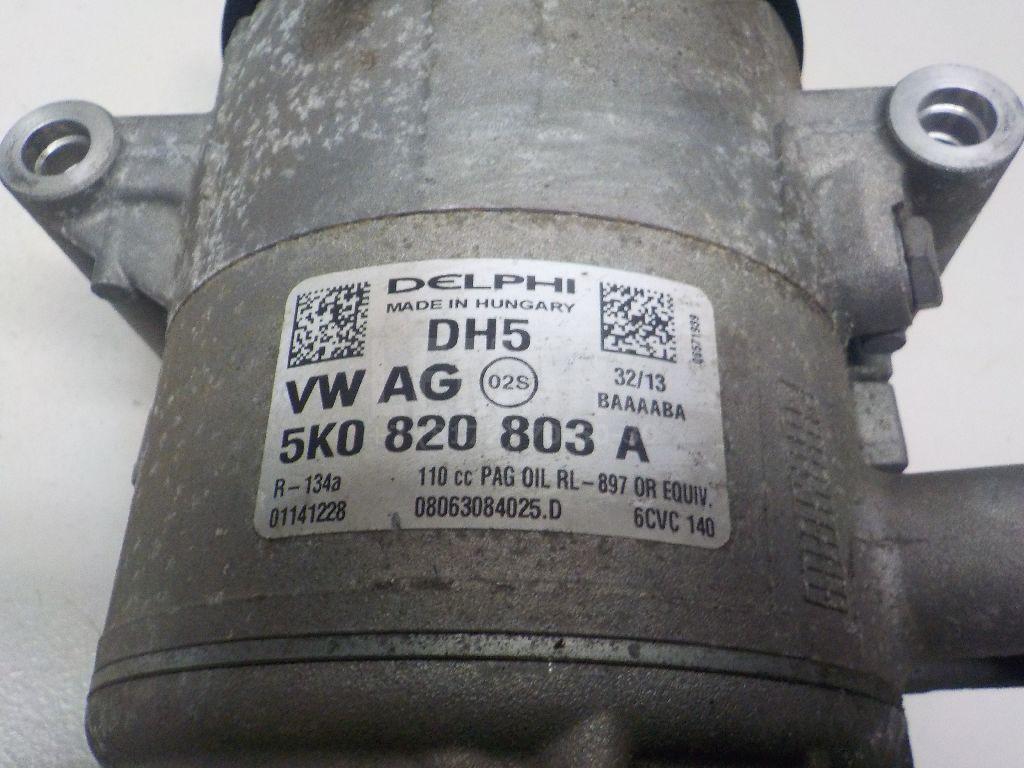 DELPHI
MADE IN HUNGARY
DH5
VW AG 02S 32/13
BAAAABA
5K0 820 803 A
R-134a 110 cc PAG OIL RL-897 OR EQUIV.
01141228 08063084025.D 6CVC 140